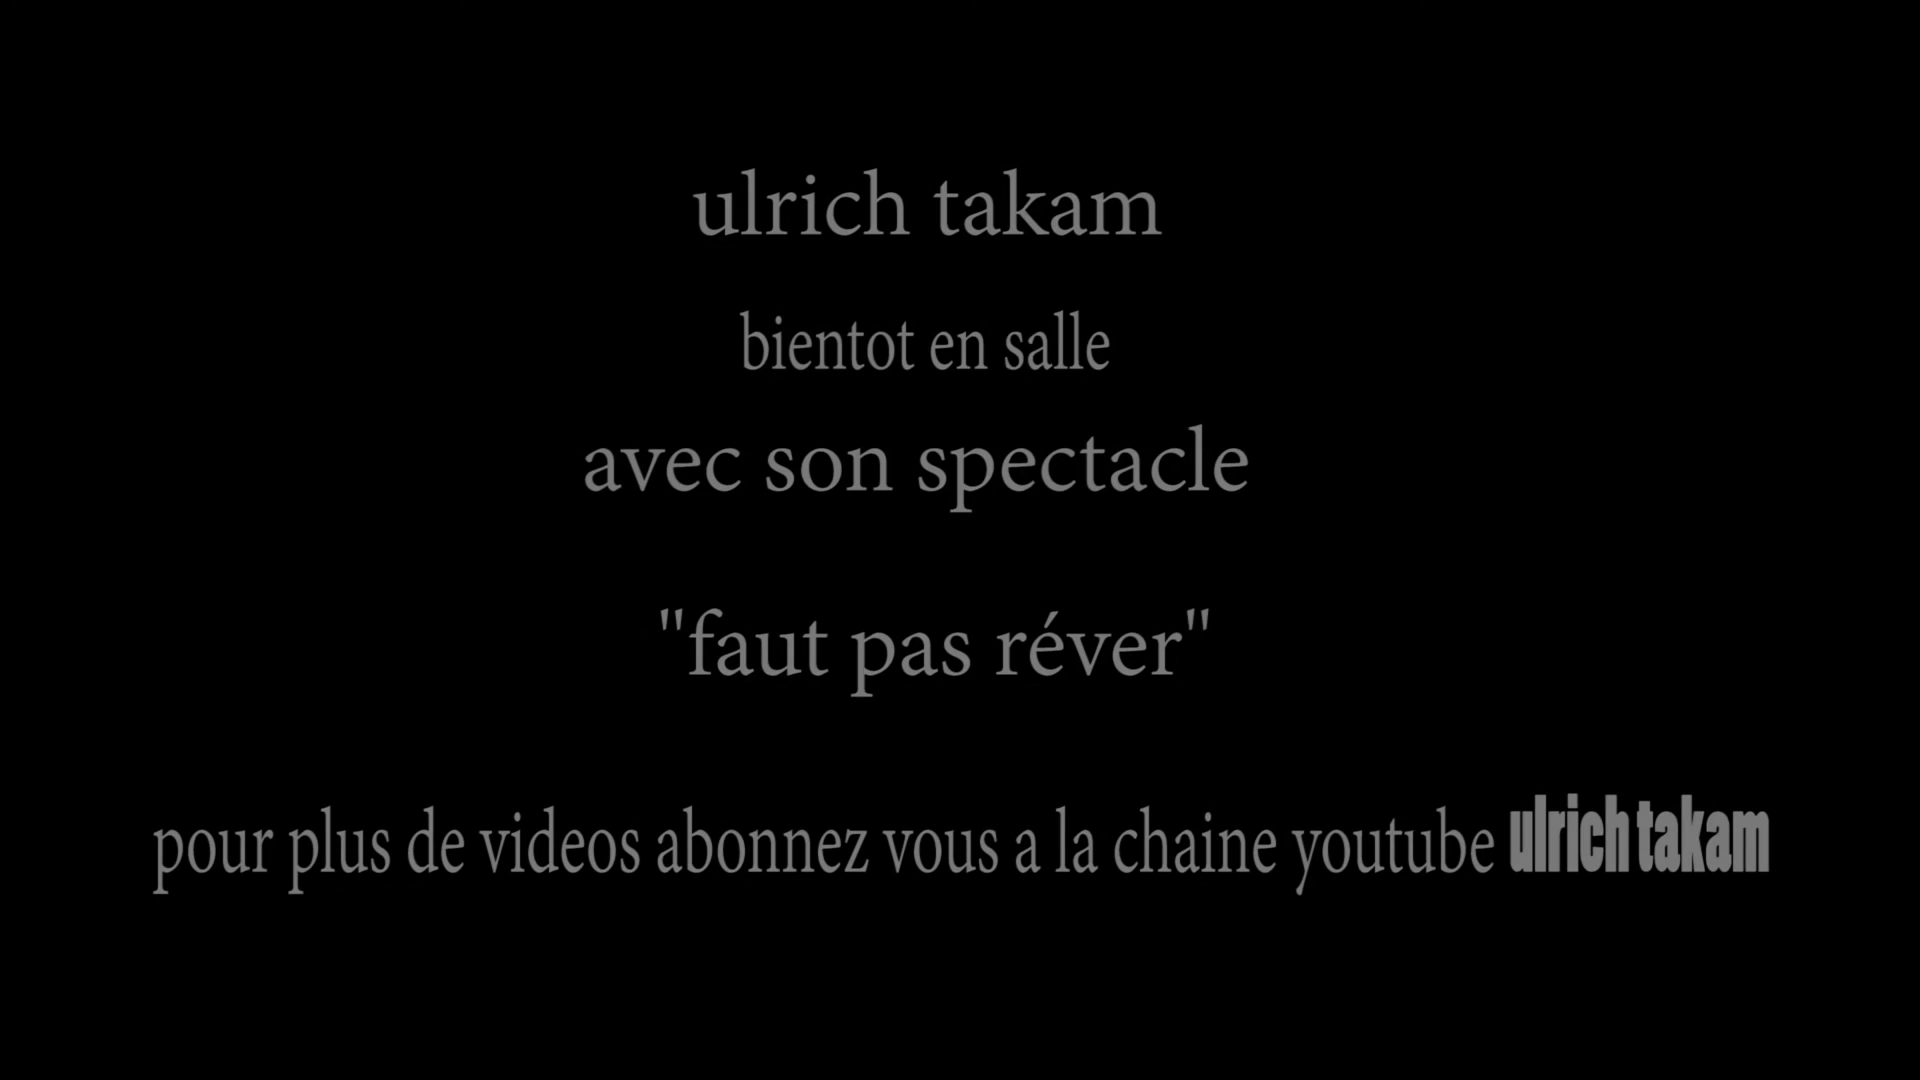 ulrich takam
bientot en salle
avec son spectacle
"faut pas réver"
pour plus de videos abonnez vous a la chaine youtube ulrich takam